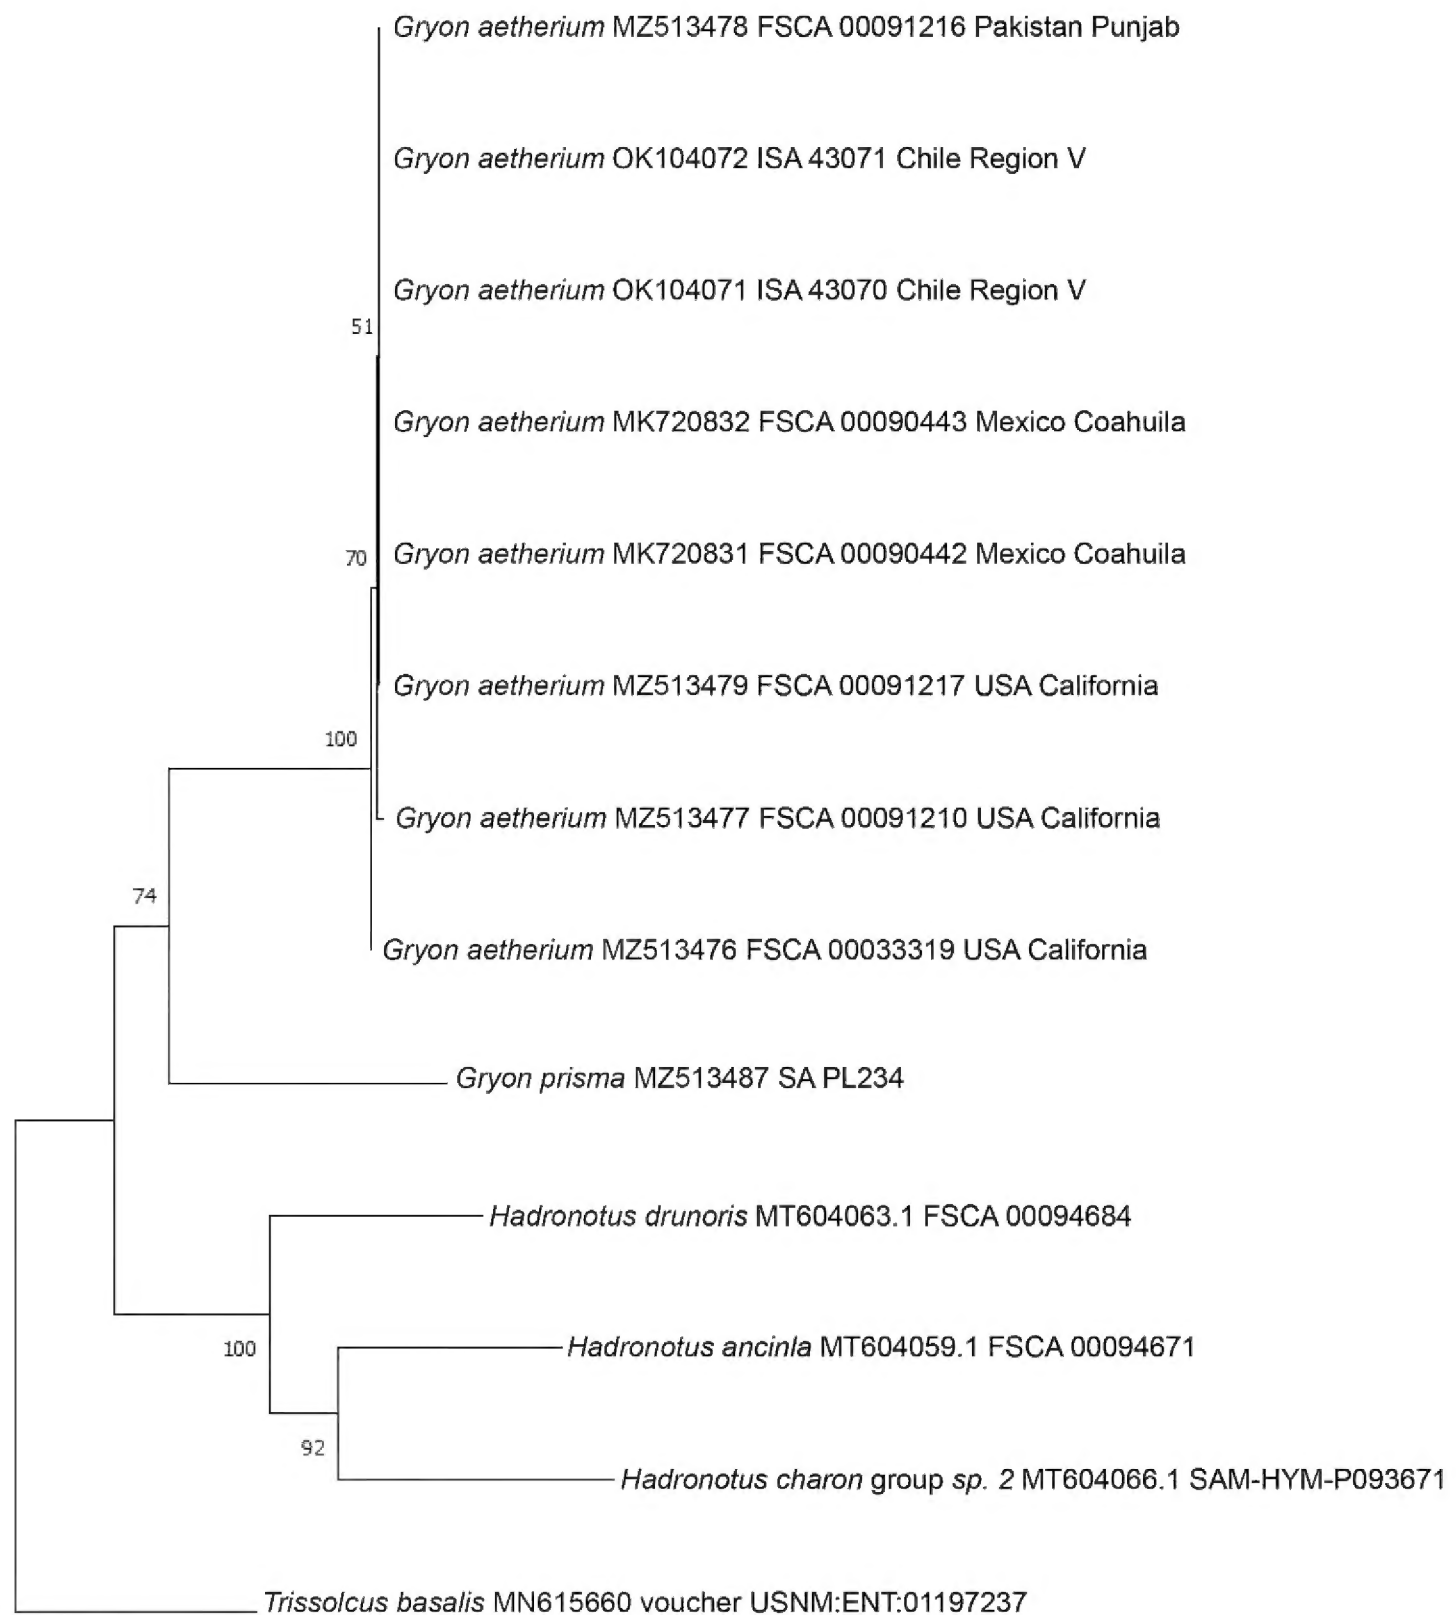 Gryon aetherium MZ513478 FSCA 00091216 Pakistan Punjab
Gryon aetherium OK104072 ISA 43071 Chile Region V
Gryon aetherium OK104071 ISA 43070 Chile Region V
51
Gryon aetherium MK720832 FSCA 00090443 Mexico Coahuila
70
Gryon aetherium MK720831 FSCA 00090442 Mexico Coahuila
Gryon aetherium MZ513479 FSCA 00091217 USA California
100
Gryon aetherium MZ513477 FSCA 00091210 USA California
74
Gryon aetherium MZ513476 FSCA 00033319 USA California
Gryon prisma MZ513487 SA PL234
Hadronotus drunoris MT604063.1 FSCA 00094684
100
Hadronotus ancinla MT604059.1 FSCA 00094671
92
Hadronotus charon group sp. 2 MT604066.1 SAM-HYM-P093671
Trissolcus basalis MN615660 voucher USNM:ENT:01197237